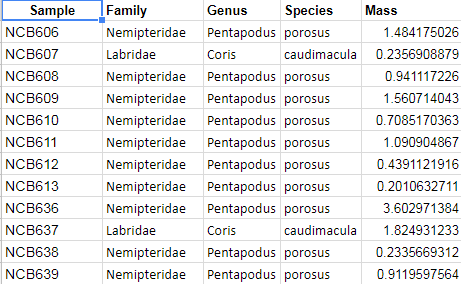 Sample Family Genus Species Mass
NCB606 Nemipteridae Pentapodus porosus 1.484175026
NCB607 Labridae Coris caudimacula 0.2356908879
NCB608 Nemipteridae Pentapodus porosus 0.941117226
NCB609 Nemipteridae Pentapodus porosus 1.560714043
NCB610 Nemipteridae Pentapodus porosus 0.7085170363
NCB611 Nemipteridae Pentapodus porosus 1.090904867
NCB612 Nemipteridae Pentapodus porosus 0.4391121916
NCB613 Nemipteridae Pentapodus porosus 0.2010632711
NCB636 Nemipteridae Pentapodus porosus 3.602971384
NCB637 Labridae Coris caudimacula 1.824931233
NCB638 Nemipteridae Pentapodus porosus 0.2335669312
NCB639 Nemipteridae Pentapodus porosus 0.9119597564